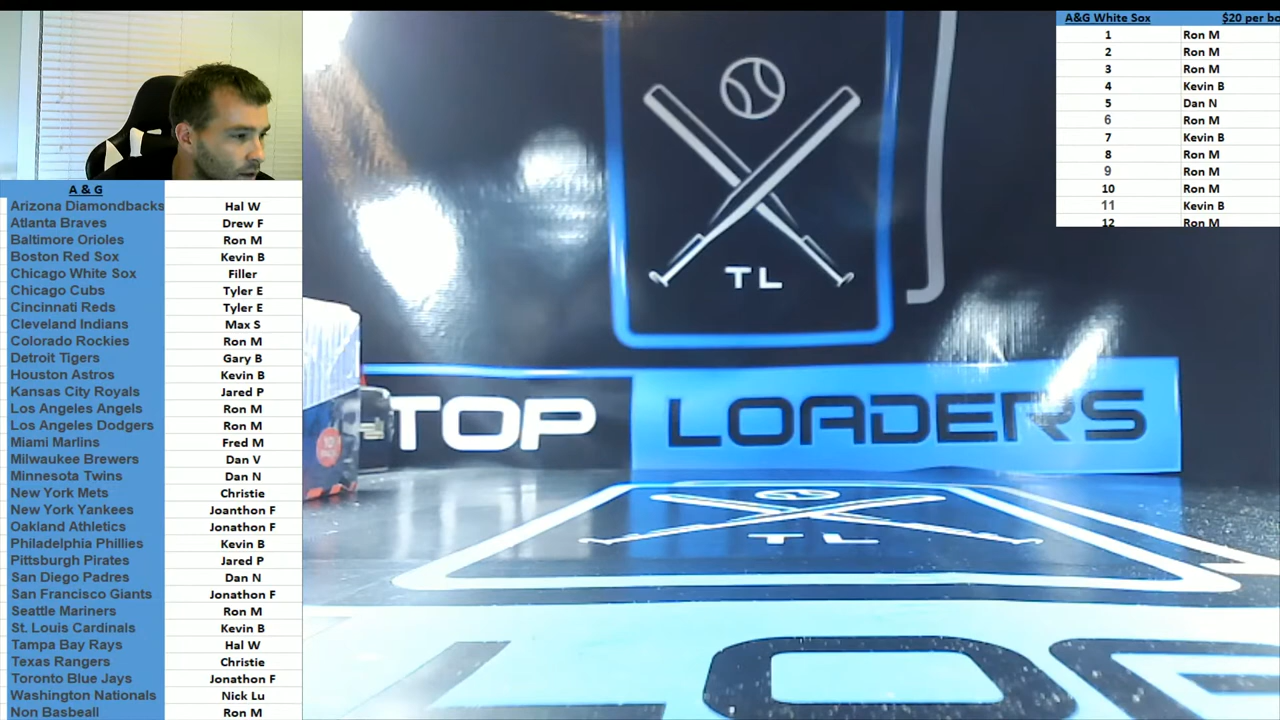 A & G
Arizona Diamondbacks Hal W
Atlanta Braves Drew F
Baltimore Orioles Ron M
Boston Red Sox Kevin B
Chicago White Sox Filler
Chicago Cubs Tyler E
Cincinnati Reds Tyler E
Cleveland Indians Max S
Colorado Rockies Ron M
Detroit Tigers Gary B
Houston Astros Kevin B
Kansas City Royals Jared P
Los Angeles Angels Ron M
Los Angeles Dodgers Ron M
Miami Marlins Fred M
Milwaukee Brewers Dan V
Minnesota Twins Dan N
New York Mets Christie
New York Yankees Joanthon F
Oakland Athletics Jonathon F
Philadelphia Phillies Kevin B
Pittsburgh Pirates Jared P
San Diego Padres Dan N
San Francisco Giants Jonathon F
Seattle Mariners Ron M
St. Louis Cardinals Kevin B
Tampa Bay Rays Hal W
Texas Rangers Christie
Toronto Blue Jays Jonathon F
Washington Nationals Nick Lu
Non Basbeall Ron M
TL
TOP LOADERS
TL
A&G White Sox $20 per bo
1 Ron M
2 Ron M
3 Ron M
4 Kevin B
5 Dan N
6 Ron M
7 Kevin B
8 Ron M
9 Ron M
10 Ron M
11 Kevin B
12 Ron M